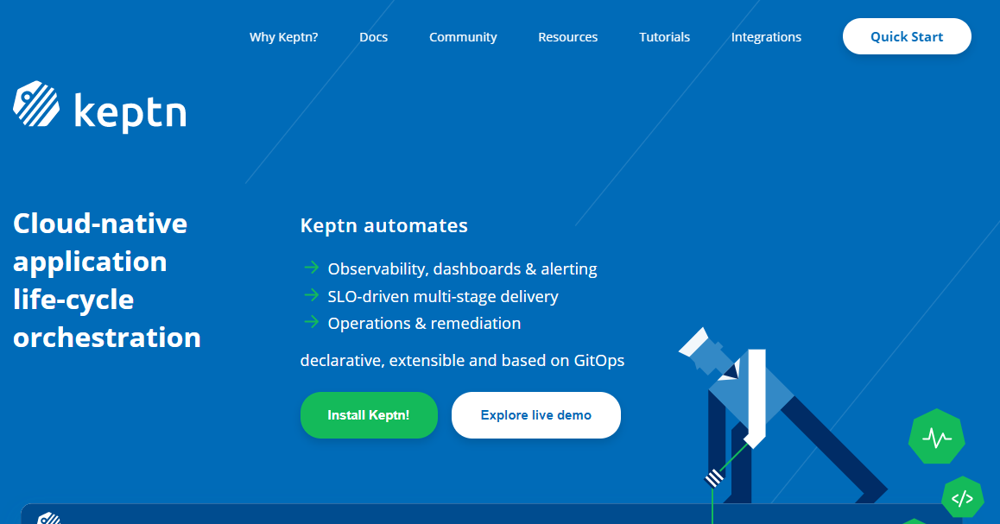 Why Keptn?
Docs
Community
Resources
Tutorials
Integrations
Quick Start
keptn
Cloud-native
application
life-cycle
orchestration
Keptn automates
Observability, dashboards & alerting
SLO-driven multi-stage delivery
Operations & remediation
declarative, extensible and based on GitOps
Install Keptn!
Explore live demo